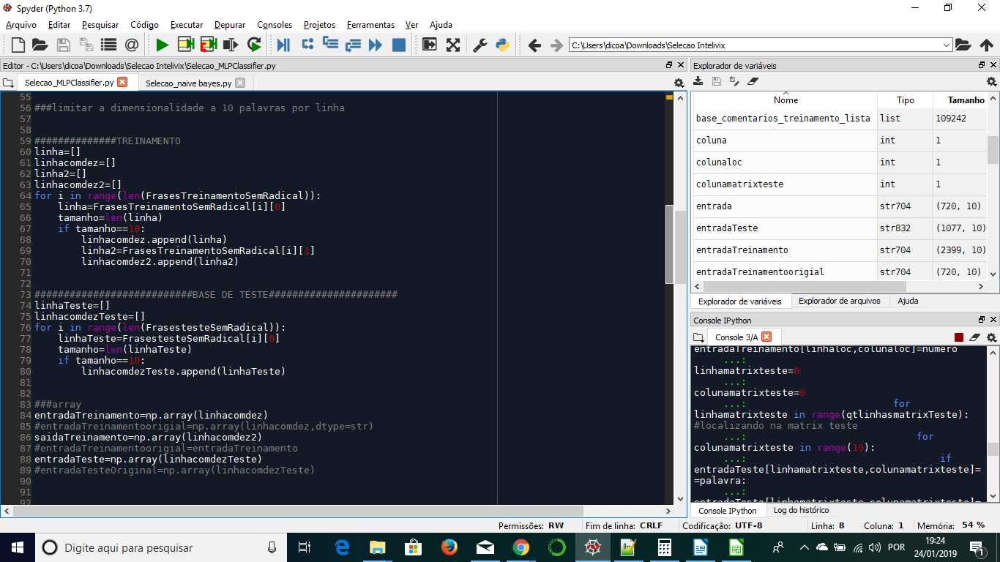 Spyder (Python 3.7)
Arquivo Editar Pesquisar Código Executar Depurar Consoles Projetos Ferramentas Ver Ajuda
C:\Users\dicoa\Downloads\Selecao Intelivix
Editor - C:\Users\dicoa\Downloads\Selecao Intelivix\Selecao_MLPClassifier.py
Selecao_MLPClassifier.py Selecao_naive bayes.py
55
56 ###limitar a dimensionalidade a 10 palavras por linha
57
58
59 ##############TREINAMENTO
60 linha=[]
61 linhacomdez=[]
62 linha2=[]
63 linhacomdez2=[]
64 for i in range(len(FrasesTreinamentoSemRadical)):
65     linha=FrasesTreinamentoSemRadical[i][0]
66     tamanho=len(linha)
67     if tamanho==10:
68         linhacomdez.append(linha)
69         linha2=FrasesTreinamentoSemRadical[i][1]
70         linhacomdez2.append(linha2)
71
72
73 ###########################BASE DE TESTE######################
74 linhaTeste=[]
75 linhacomdezTeste=[]
76 for i in range(len(FrasestesteSemRadical)):
77     linhaTeste=FrasestesteSemRadical[i][0]
78     tamanho=len(linhaTeste)
79     if tamanho==10:
80         linhacomdezTeste.append(linhaTeste)
81
82
83 ###array
84 entradaTreinamento=np.array(linhacomdez)
85 #entradaTreinamentoorigial=np.array(linhacomdez,dtype=str)
86 saidaTreinamento=np.array(linhacomdez2)
87 #entradaTreinamentoorigial=entradaTreinamento
88 entradaTeste=np.array(linhacomdezTeste)
89 #entradaTesteOriginal=np.array(linhacomdezTeste)
90
91
92
Explorador de variáveis
Nome Tipo Tamanho
base_comentarios_treinamento_lista list 109242
coluna int 1
colunaloc int 1
colunamatrixteste int 1
entrada str704 (720, 10)
entradaTeste str832 (1077, 10)
entradaTreinamento str704 (2399, 10)
entradaTreinamentoorigial str704 (720, 10)
Explorador de variáveis Explorador de arquivos Ajuda
Console IPython
Console 3/A
entradaTreinamento[linhaloc,colunaloc]=numero
...:
linhamatrixteste=0
...:
colunamatrixteste=0
...: for
linhamatrixteste in range(qtlinhasmatrixTeste):
#localizando na matrix teste
...: for
colunamatrixteste in range(10):
...: if
entradaTeste[linhamatrixteste,colunamatrixteste]=
=palavra:
...:
entradaTeste[linhamatrixteste,colunamatrixteste]=
Console IPython Log do histórico
Permissões: RW Fim de linha: CRLF Codificação: UTF-8 Linha: 8 Coluna: 1 Memória: 54 %
Digite aqui para pesquisar
POR
19:24
24/01/2019
1